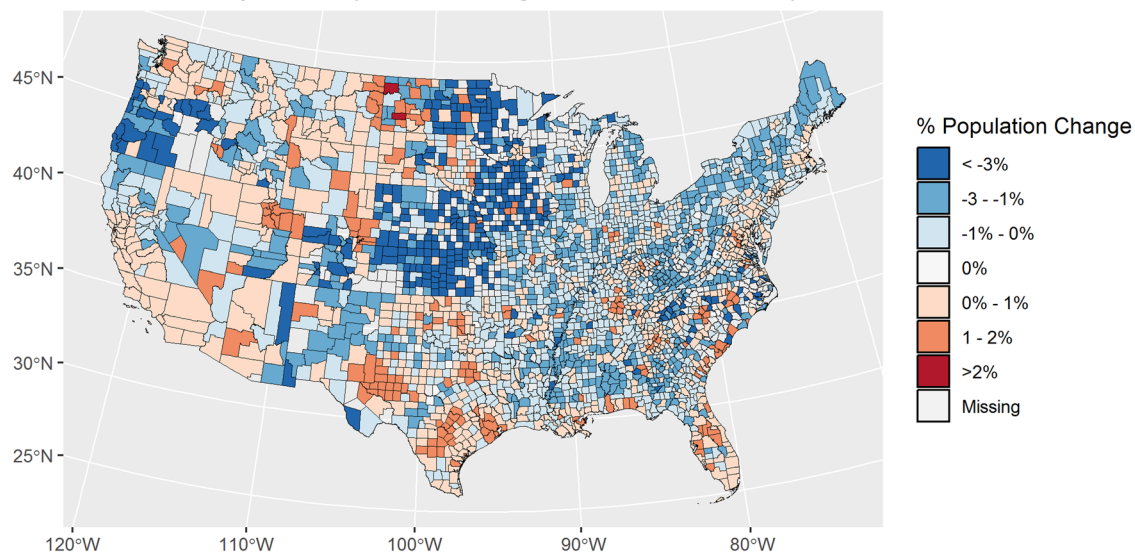 45°N
40°N
35°N
30°N
25°N
120°W
110°W
100°W
90°W
80°W
% Population Change
< -3%
-3 - -1%
-1% - 0%
0%
0% - 1%
1 - 2%
>2%
Missing